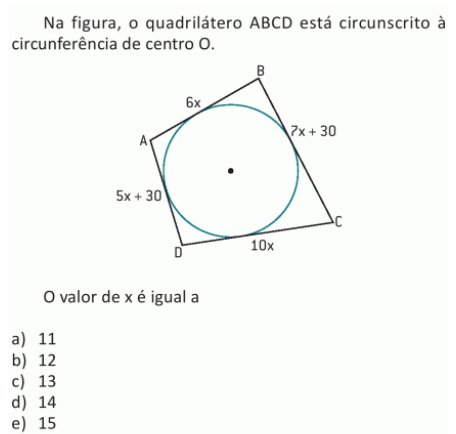 Na figura, o quadrilátero ABCD está circunscrito à
circunferência de centro O.
B
6x
7x + 30
A
5x + 30
C
10x
D
O valor de x é igual a
a) 11
b) 12
c) 13
d) 14
e) 15